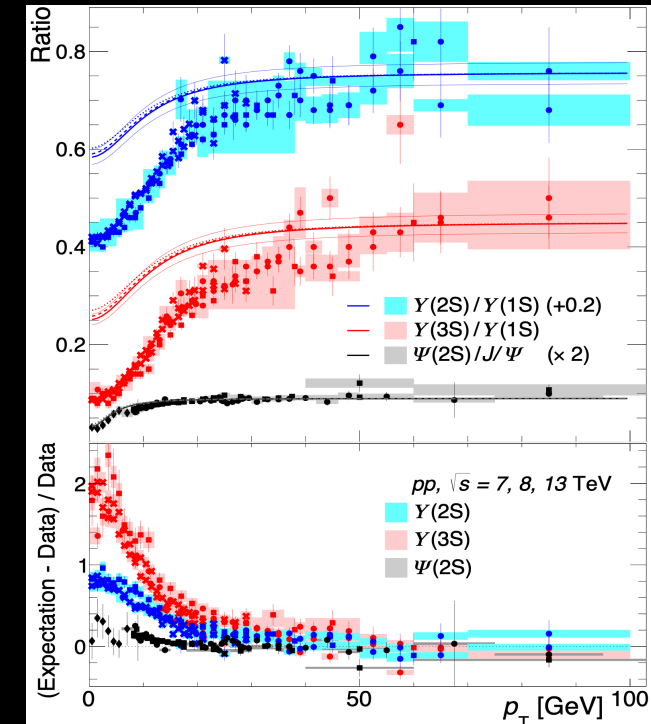 Ratio
0.8
0.6
0.4
0.2
ϒ(2S)/ϒ(1S) (+0.2)
ϒ(3S)/ϒ(1S)
Ψ(2S)/J/Ψ (× 2)
(Expectation - Data) / Data
2
1
0
pp, √s = 7, 8, 13 TeV
ϒ(2S)
ϒ(3S)
Ψ(2S)
0 50 100
p_T [GeV]